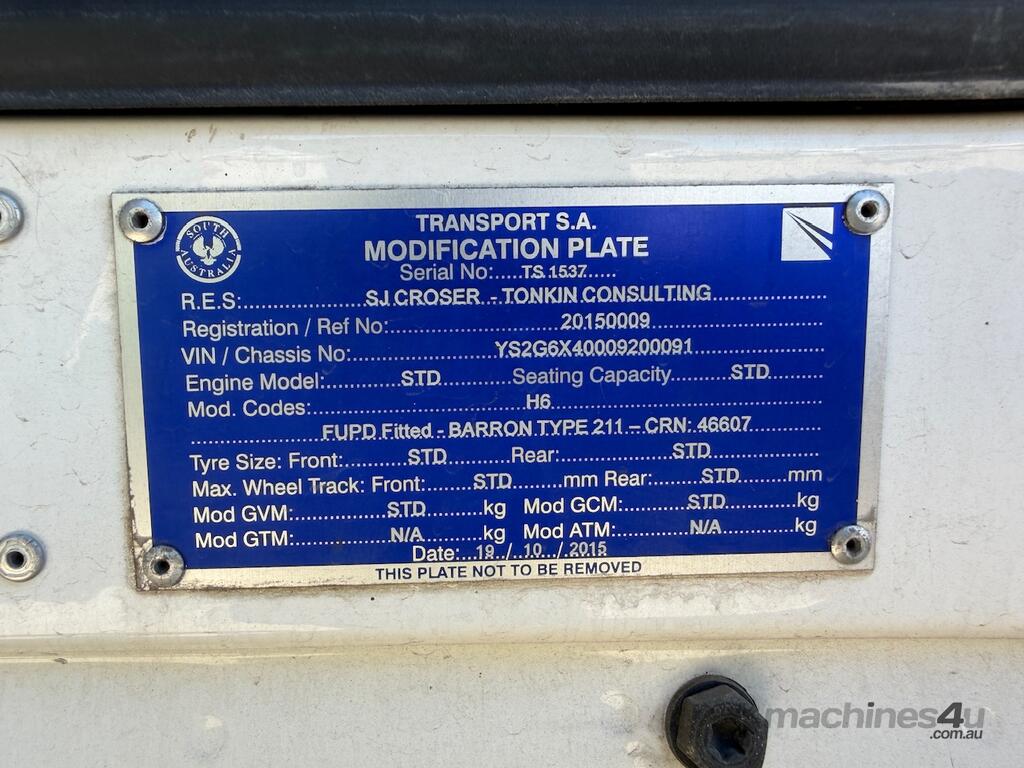 SOUTH AUSTRALIA
TRANSPORT S.A.
MODIFICATION PLATE
Serial No:......TS 1537......
R.E.S:..............SJ CROSER - TONKIN CONSULTING..............
Registration / Ref No:..............20150009..............
VIN / Chassis No:..............YS2G6X40009200091..............
Engine Model:..........STD..........Seating Capacity..........STD..........
Mod. Codes:..............H6..............
..............FUPD Fitted - BARRON TYPE 211 – CRN: 46607..............
Tyre Size: Front:..........STD..........Rear:..........STD..........
Max. Wheel Track: Front:..........STD..........mm Rear:..........STD..........mm
Mod GVM:..........STD..........kg Mod GCM:..........STD..........kg
Mod GTM:..........N/A..........kg Mod ATM:..........N/A..........kg
Date:...19../..10../..2015
THIS PLATE NOT TO BE REMOVED
machines4u
.com.au